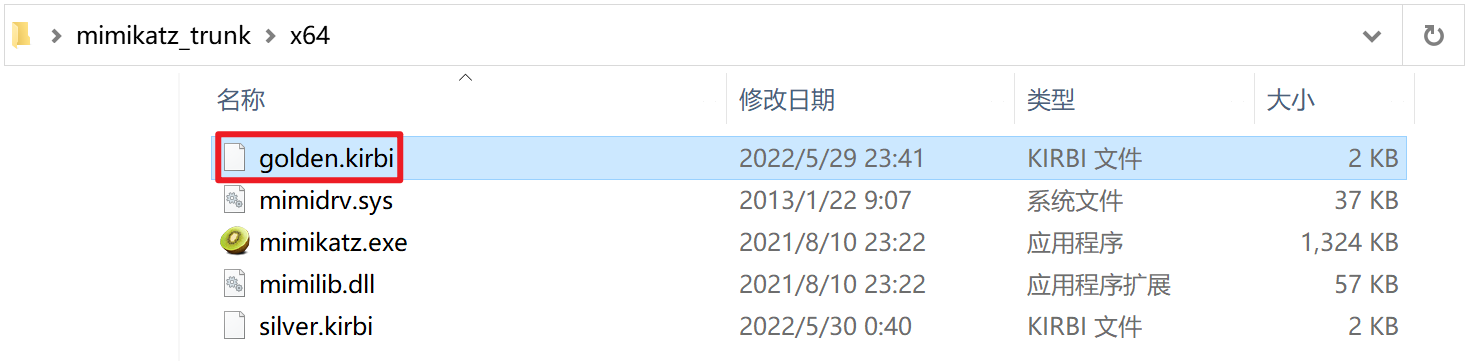 mimikatz_trunk > x64
名称 修改日期 类型 大小
golden.kirbi 2022/5/29 23:41 KIRBI 文件 2 KB
mimidrv.sys 2013/1/22 9:07 系统文件 37 KB
mimikatz.exe 2021/8/10 23:22 应用程序 1,324 KB
mimilib.dll 2021/8/10 23:22 应用程序扩展 57 KB
silver.kirbi 2022/5/30 0:40 KIRBI 文件 2 KB